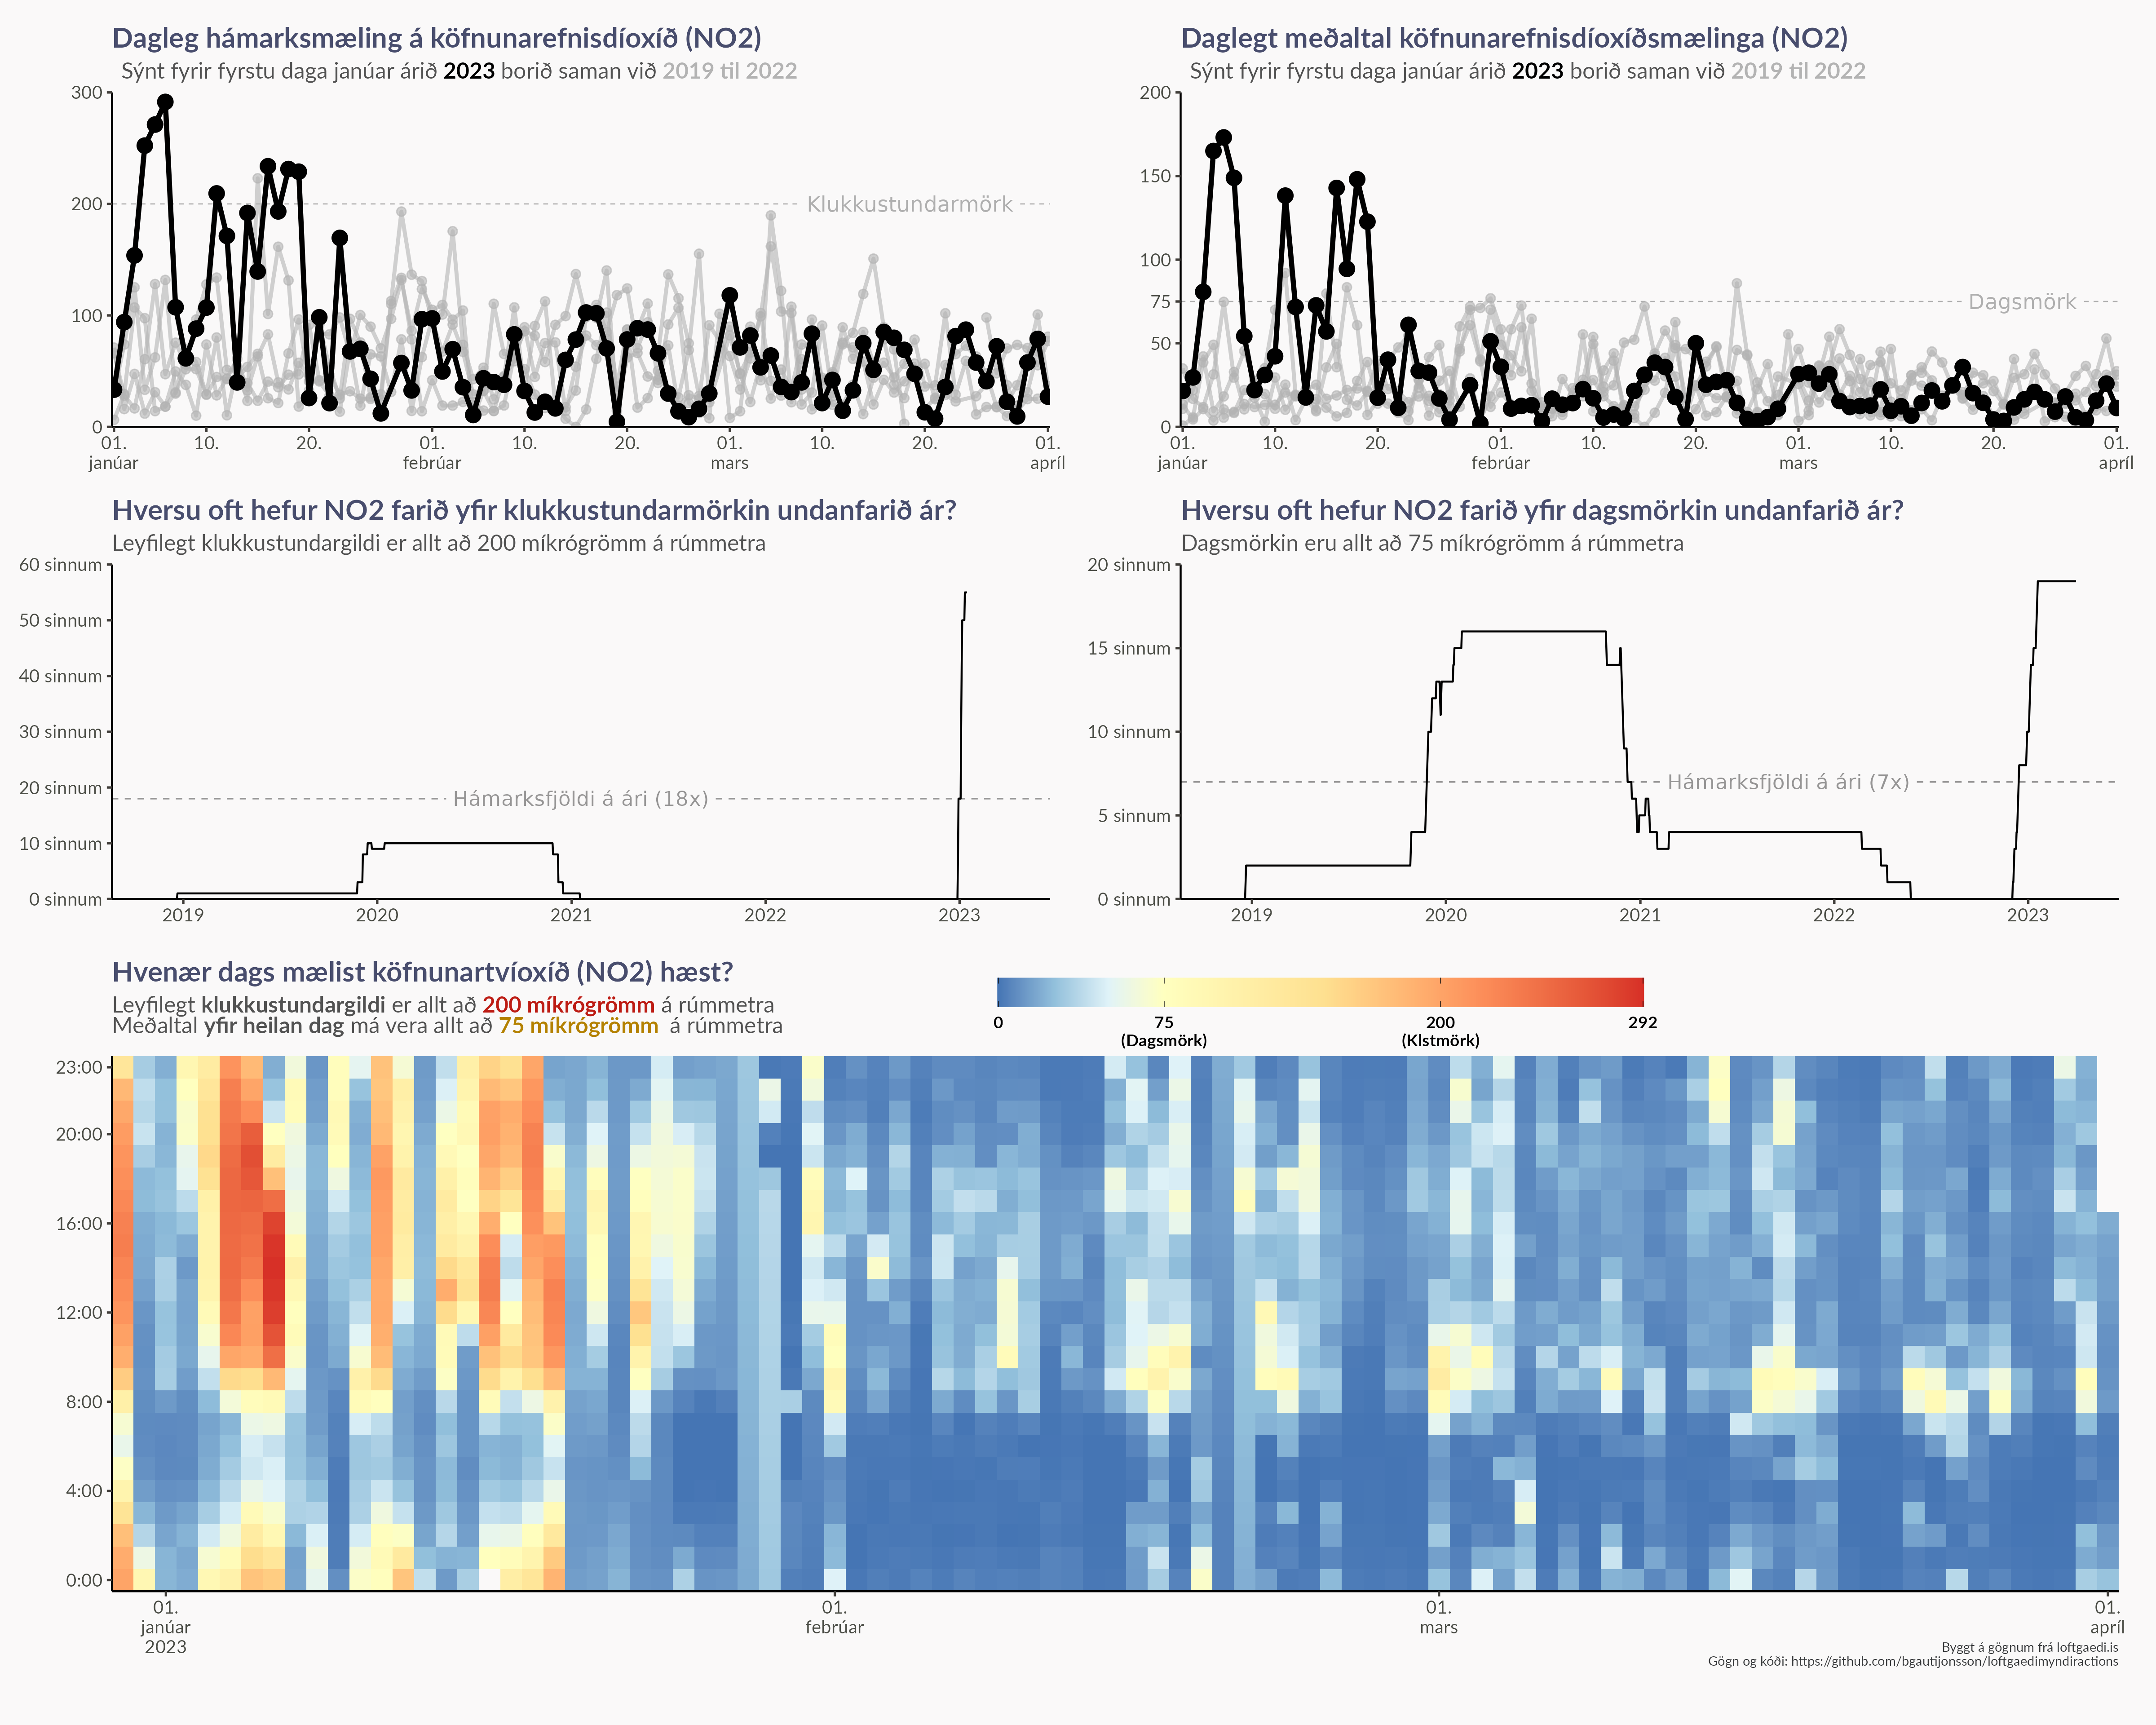 Dagleg hámarksmæling á köfnunarefnisdíoxíð (NO2)
Sýnt fyrir fyrstu daga janúar árið 2023 borið saman við 2019 til 2022
300
200
100
0
Klukkustundarmörk
01. 10. 20. 01. 10. 20. 01. 10. 20. 01.
janúar febrúar mars apríl
Daglegt meðaltal köfnunarefnisdíoxíðsmælinga (NO2)
Sýnt fyrir fyrstu daga janúar árið 2023 borið saman við 2019 til 2022
200
150
100
75
50
0
Dagsmörk
01. 10. 20. 01. 10. 20. 01. 10. 20. 01.
janúar febrúar mars apríl
Hversu oft hefur NO2 farið yfir klukkustundarmörkin undanfarið ár?
Leyfilegt klukkustundargildi er allt að 200 míkrógrömm á rúmmetra
60 sinnum
50 sinnum
40 sinnum
30 sinnum
20 sinnum
10 sinnum
0 sinnum
Hámarksfjöldi á ári (18x)
2019 2020 2021 2022 2023
Hversu oft hefur NO2 farið yfir dagsmörkin undanfarið ár?
Dagsmörkin eru allt að 75 míkrógrömm á rúmmetra
20 sinnum
15 sinnum
10 sinnum
5 sinnum
0 sinnum
Hámarksfjöldi á ári (7x)
2019 2020 2021 2022 2023
Hvenær dags mælist köfnunartvíoxíð (NO2) hæst?
Leyfilegt klukkustundargildi er allt að 200 míkrógrömm á rúmmetra
Meðaltal yfir heilan dag má vera allt að 75 míkrógrömm á rúmmetra
0 75 200 292
(Dagsmörk) (Klstmörk)
23:00
20:00
16:00
12:00
8:00
4:00
0:00
01. 01. 01. 01.
janúar febrúar mars apríl
2023
Byggt á gögnum frá loftgaedi.is
Gögn og kóði: https://github.com/bgautijonsson/loftgaedimyndiractions